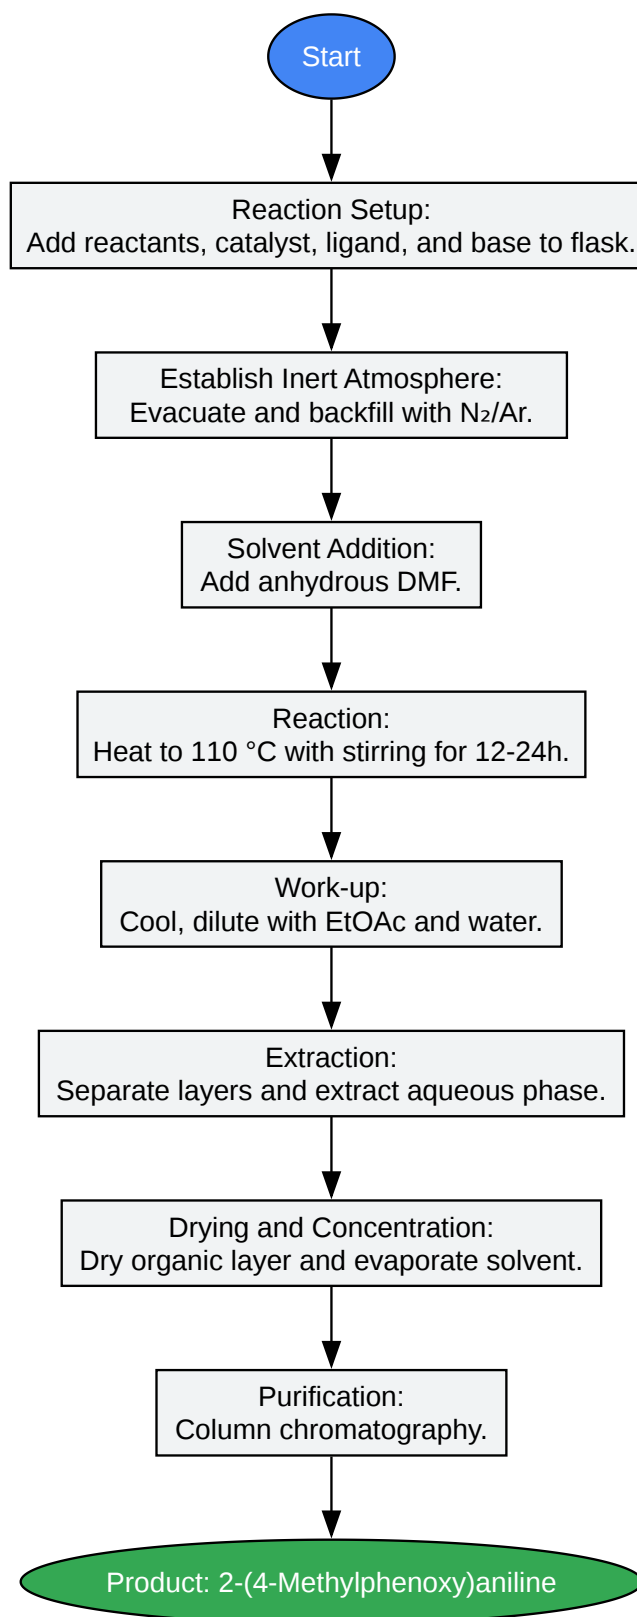 Start
Reaction Setup:
Add reactants, catalyst, ligand, and base to flask.
Establish Inert Atmosphere:
Evacuate and backfill with N₂/Ar.
Solvent Addition:
Add anhydrous DMF.
Reaction:
Heat to 110 °C with stirring for 12-24h.
Work-up:
Cool, dilute with EtOAc and water.
Extraction:
Separate layers and extract aqueous phase.
Drying and Concentration:
Dry organic layer and evaporate solvent.
Purification:
Column chromatography.
Product: 2-(4-Methylphenoxy)aniline